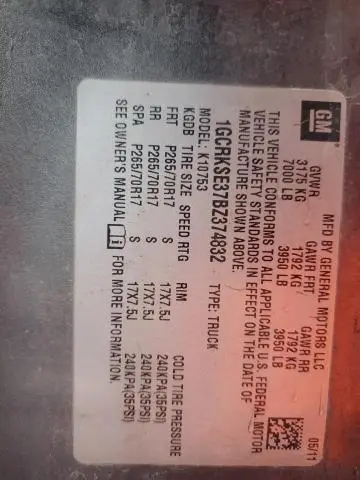 GM
MFD BY GENERAL MOTORS LLC
05/11
GVWR GAWR FRT GAWR RR
3175 KG 1792 KG 1792 KG
7000 LB 3950 LB 3950 LB
THIS VEHICLE CONFORMS TO ALL APPLICABLE U.S. FEDERAL MOTOR
VEHICLE SAFETY STANDARDS IN EFFECT ON THE DATE OF
MANUFACTURE SHOWN ABOVE.
1GCRKSE37BZ374832 TYPE: TRUCK
MODEL: K10753
KGDB TIRE SIZE SPEED RTG RIM COLD TIRE PRESSURE
FRT P265/70R17 S 17X7.5J 240KPA(35PSI)
RR P265/70R17 S 17X7.5J 240KPA(35PSI)
SPA P265/70R17 S 17X7.5J 240KPA(35PSI)
SEE OWNER'S MANUAL FOR MORE INFORMATION